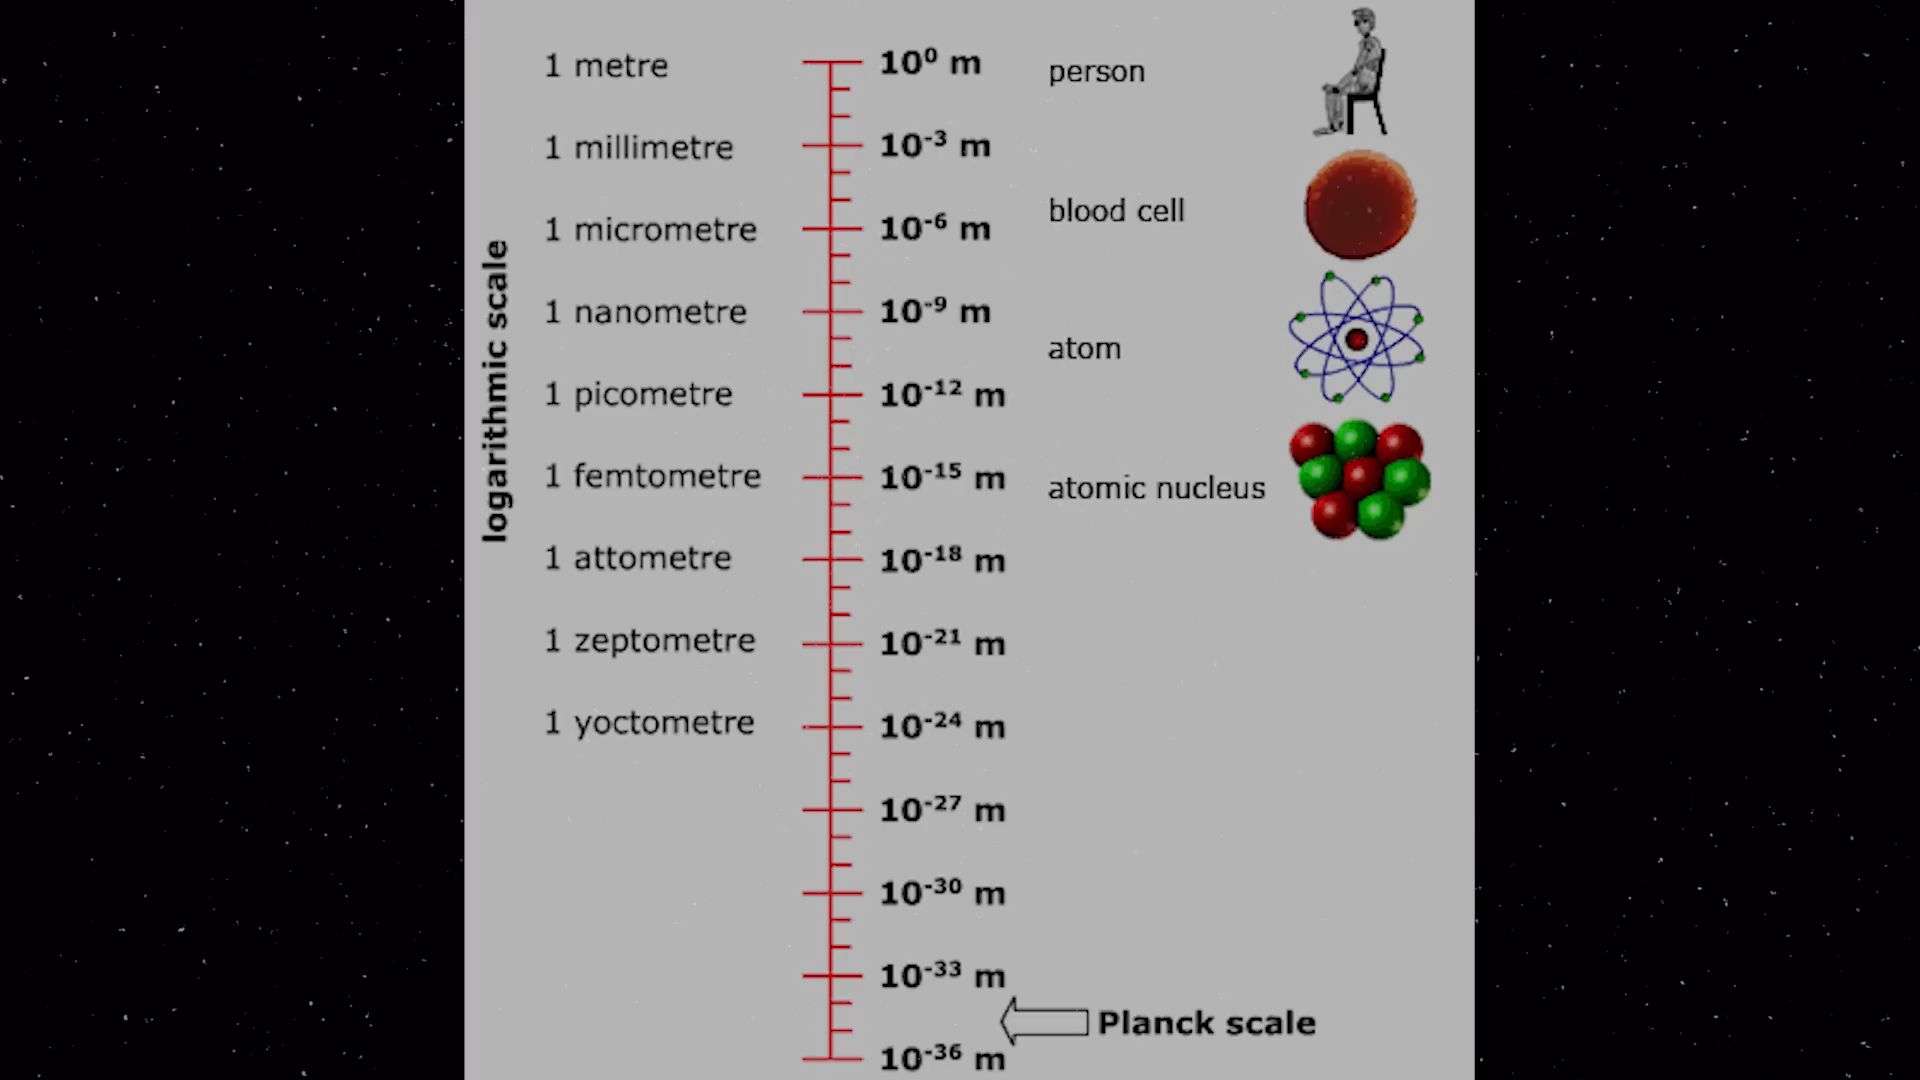 logarithmic scale
1 metre 10⁰ m person
1 millimetre 10⁻³ m
blood cell
1 micrometre 10⁻⁶ m
1 nanometre 10⁻⁹ m
atom
1 picometre 10⁻¹² m
1 femtometre 10⁻¹⁵ m atomic nucleus
1 attometre 10⁻¹⁸ m
1 zeptometre 10⁻²¹ m
1 yoctometre 10⁻²⁴ m
10⁻²⁷ m
10⁻³⁰ m
10⁻³³ m
Planck scale
10⁻³⁶ m